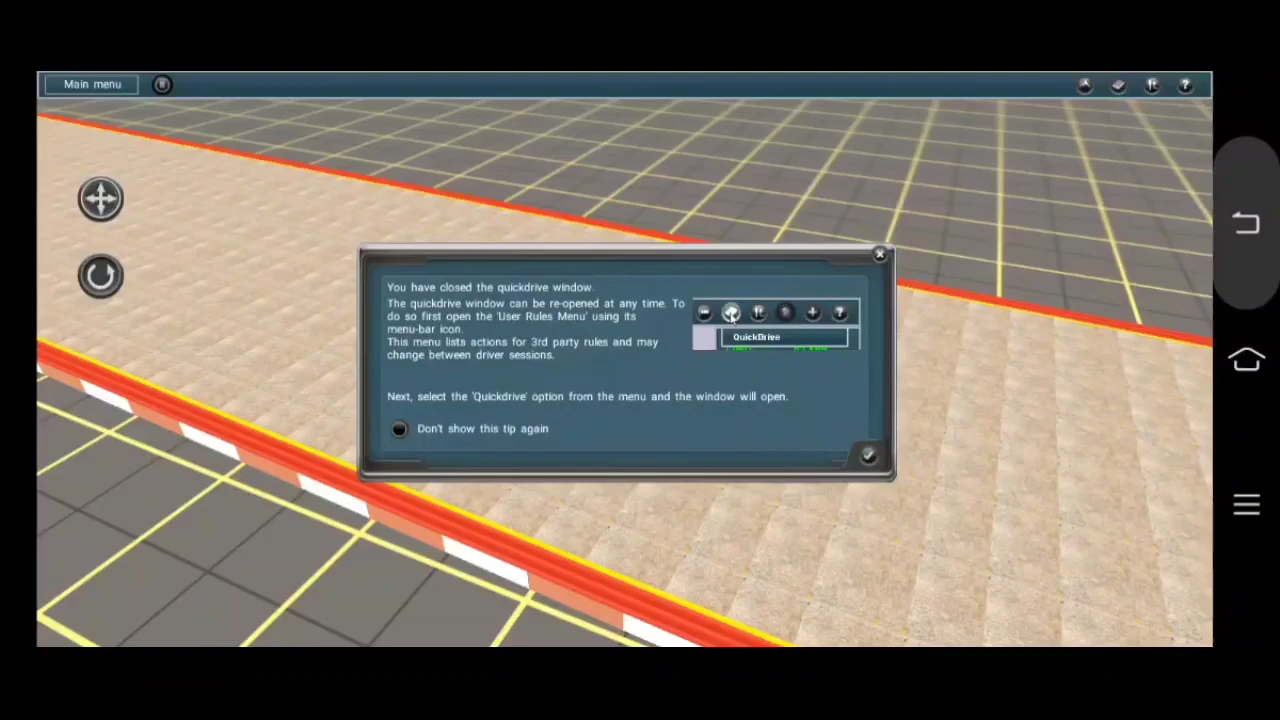 Main menu
?
You have closed the quickdrive window.
The quickdrive window can be re-opened at any time. To
do so first open the 'User Rules Menu' using its
menu-bar icon.
This menu lists actions for 3rd party rules and may
change between driver sessions.
QuickDrive
Next, select the 'Quickdrive' option from the menu and the window will open.
Don't show this tip again